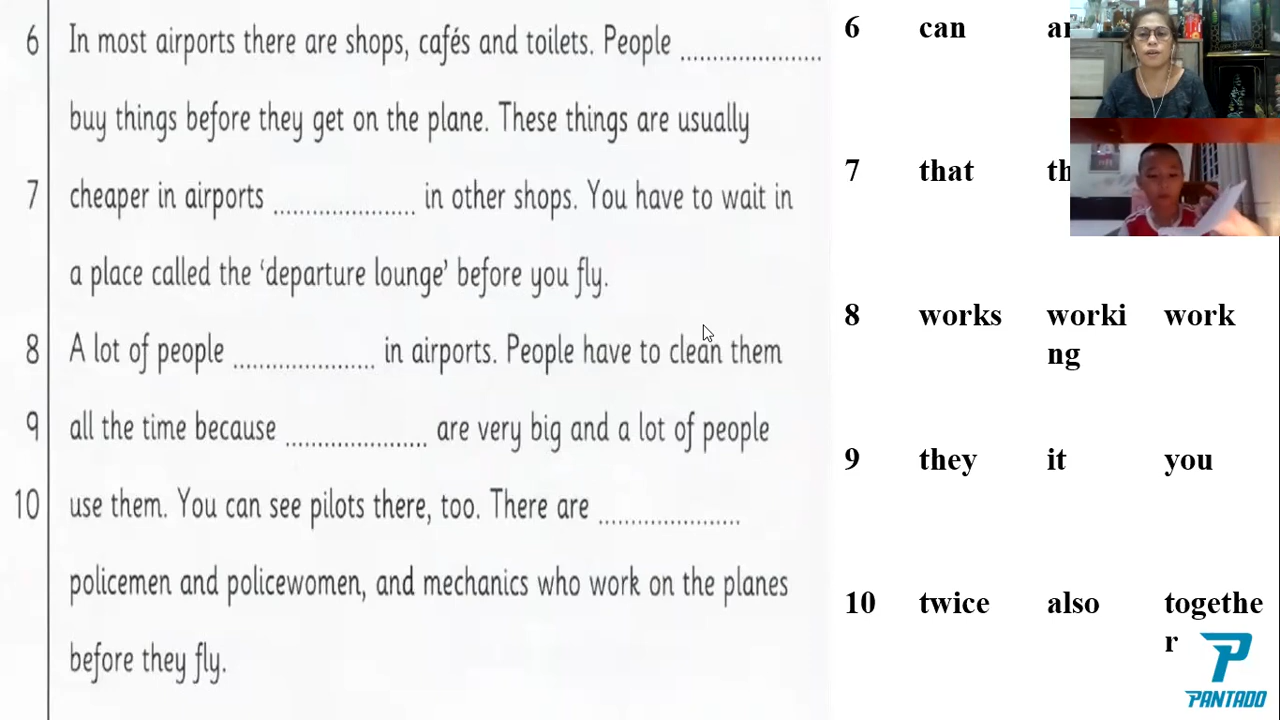 6 In most airports there are shops, cafés and toilets. People ........................
buy things before they get on the plane. These things are usually
7 cheaper in airports ........................ in other shops. You have to wait in
a place called the ‘departure lounge’ before you fly.
8 A lot of people ........................ in airports. People have to clean them
9 all the time because ........................ are very big and a lot of people
10 use them. You can see pilots there, too. There are ........................
policemen and policewomen, and mechanics who work on the planes
before they fly.
6 can
7 that
8 works worki work
ng
9 they it you
10 twice also togethe
r
PANTADO